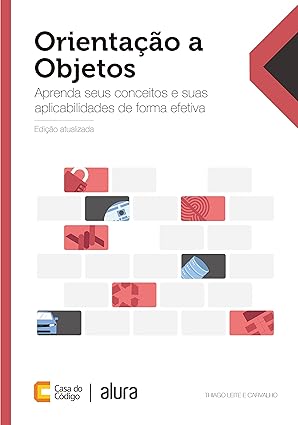 Orientação a
Objetos
Aprenda seus conceitos e suas
aplicabilidades de forma efetiva
Edição atualizada
Casa do
Código
alura
THIAGO LEITE E CARVALHO